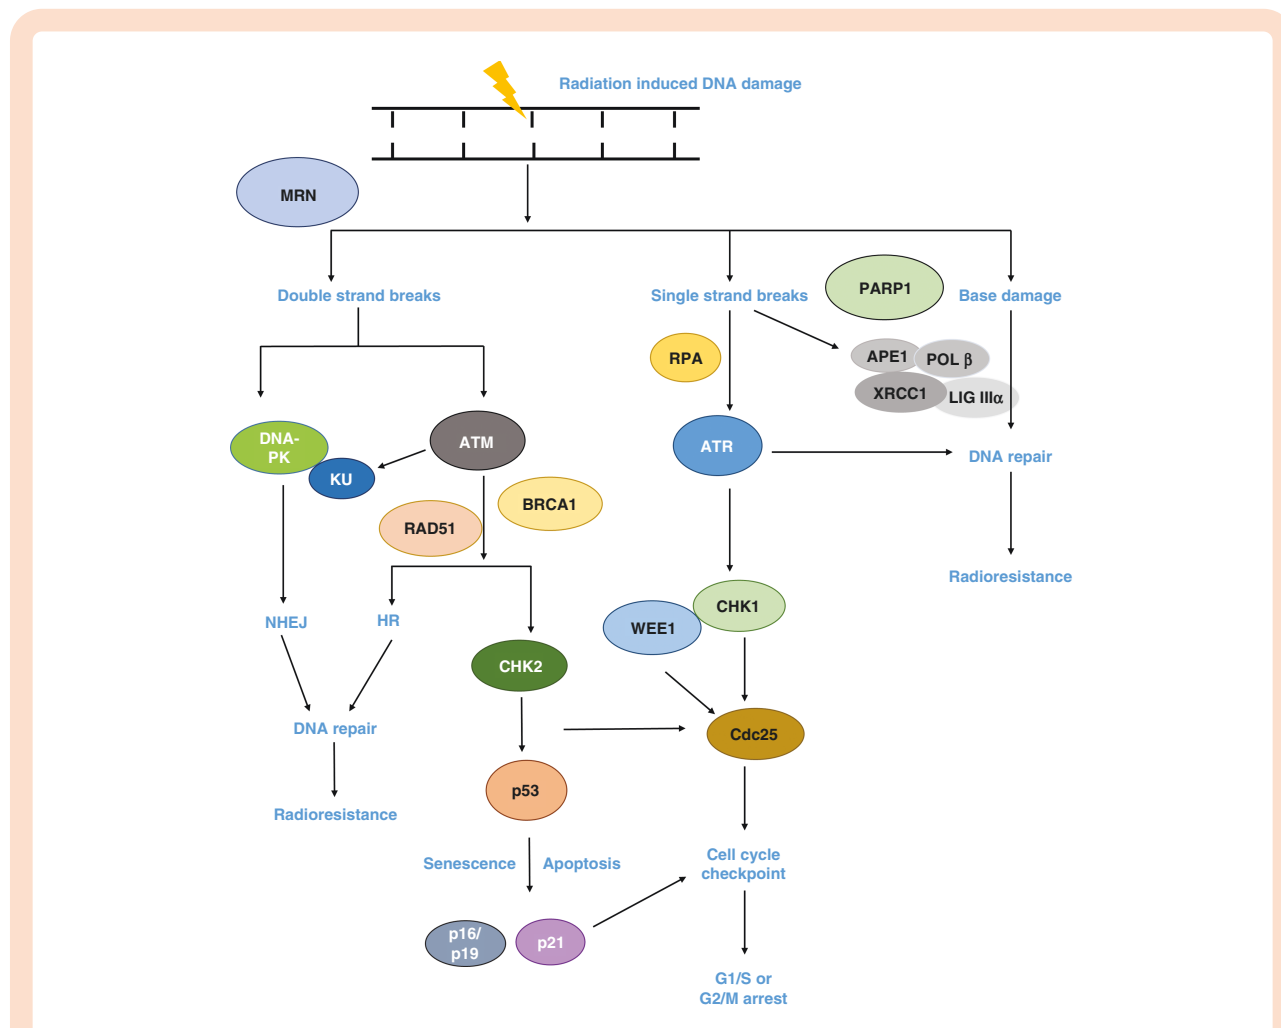 Radiation induced DNA damage
MRN
Double strand breaks
Single strand breaks
PARP1
Base damage
RPA
APE1
POL β
XRCC1
LIG IIIα
DNA-
PK
KU
ATM
ATR
DNA repair
RAD51
BRCA1
Radioresistance
NHEJ
HR
WEE1
CHK1
CHK2
DNA repair
Cdc25
p53
Radioresistance
Senescence
Apoptosis
Cell cycle
checkpoint
p16/
p19
p21
G1/S or
G2/M arrest